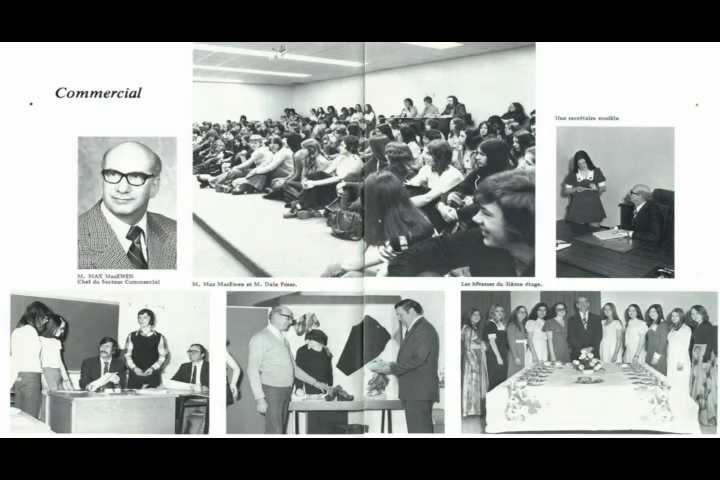 Commercial
Une secrétaire modèle
M. MAX MacEWEN
Chef du Secteur Commercial
M. Max MacEwen et M. Dale Poser.
Les hôtesses du 3ième étage.